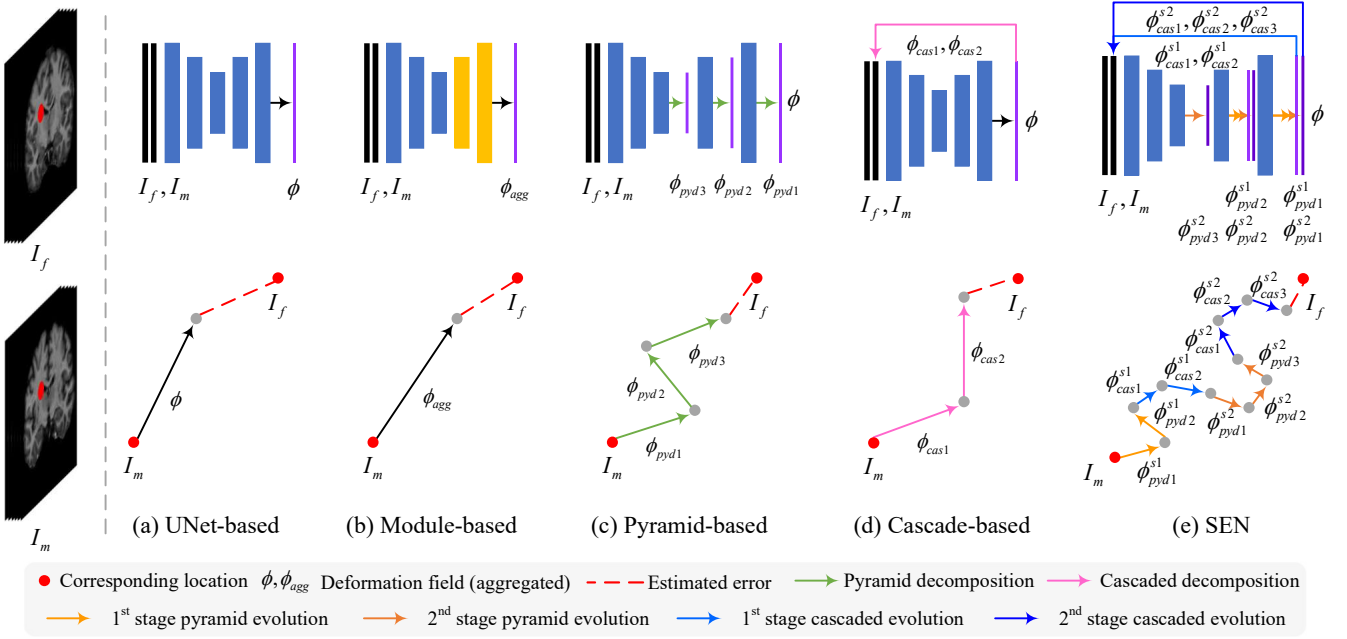 I_f
I_m
I_f, I_m
ϕ
(a) UNet-based
I_f, I_m
ϕ_agg
(b) Module-based
I_f, I_m
ϕ_pyd3
ϕ_pyd2
ϕ_pyd1
ϕ
(c) Pyramid-based
ϕ_cas1, ϕ_cas2
ϕ
I_f, I_m
(d) Cascade-based
ϕ^s2_cas1, ϕ^s2_cas2, ϕ^s2_cas3
ϕ^s1_cas1, ϕ^s1_cas2
ϕ
I_f, I_m
ϕ^s1_pyd2 ϕ^s1_pyd1
ϕ^s2_pyd3 ϕ^s2_pyd2 ϕ^s2_pyd1
(e) SEN
I_f
ϕ
I_m
I_f
ϕ_agg
I_m
I_f
ϕ_pyd3
ϕ_pyd2
ϕ_pyd1
I_m
I_f
ϕ_cas2
ϕ_cas1
I_m
ϕ^s2_cas3
ϕ^s2_cas2
I_f
ϕ^s2_cas1
ϕ^s2_pyd3
ϕ^s1_cas2
ϕ^s1_cas1
ϕ^s1_pyd2
ϕ^s2_pyd1
ϕ^s2_pyd2
I_m
ϕ^s1_pyd1
Corresponding location
ϕ, ϕ_agg Deformation field (aggregated)
Estimated error
Pyramid decomposition
Cascaded decomposition
1st stage pyramid evolution
2nd stage pyramid evolution
1st stage cascaded evolution
2nd stage cascaded evolution